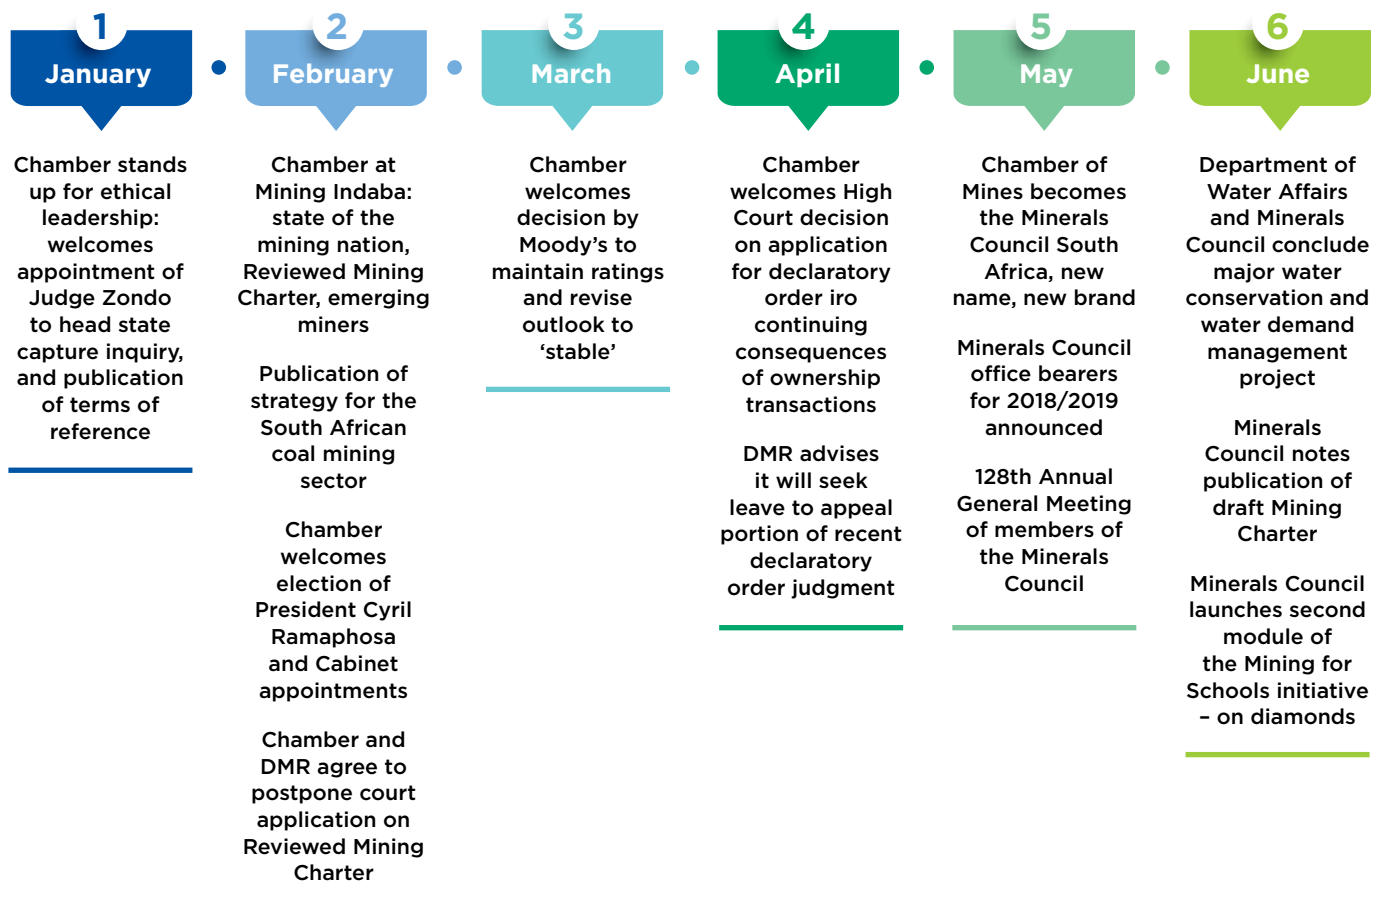 1
January
Chamber stands
up for ethical
leadership:
welcomes
appointment of
Judge Zondo
to head state
capture inquiry,
and publication
of terms of
reference
2
February
Chamber at
Mining Indaba:
state of the
mining nation,
Reviewed Mining
Charter, emerging
miners
Publication of
strategy for the
South African
coal mining
sector
Chamber
welcomes
election of
President Cyril
Ramaphosa
and Cabinet
appointments
Chamber and
DMR agree to
postpone court
application on
Reviewed Mining
Charter
3
March
Chamber
welcomes
decision by
Moody’s to
maintain ratings
and revise
outlook to
‘stable’
4
April
Chamber
welcomes High
Court decision
on application
for declaratory
order iro
continuing
consequences
of ownership
transactions
DMR advises
it will seek
leave to appeal
portion of recent
declaratory
order judgment
5
May
Chamber of
Mines becomes
the Minerals
Council South
Africa, new
name, new brand
Minerals Council
office bearers
for 2018/2019
announced
128th Annual
General Meeting
of members of
the Minerals
Council
6
June
Department of
Water Affairs
and Minerals
Council conclude
major water
conservation and
water demand
management
project
Minerals
Council notes
publication of
draft Mining
Charter
Minerals Council
launches second
module of
the Mining for
Schools initiative
– on diamonds